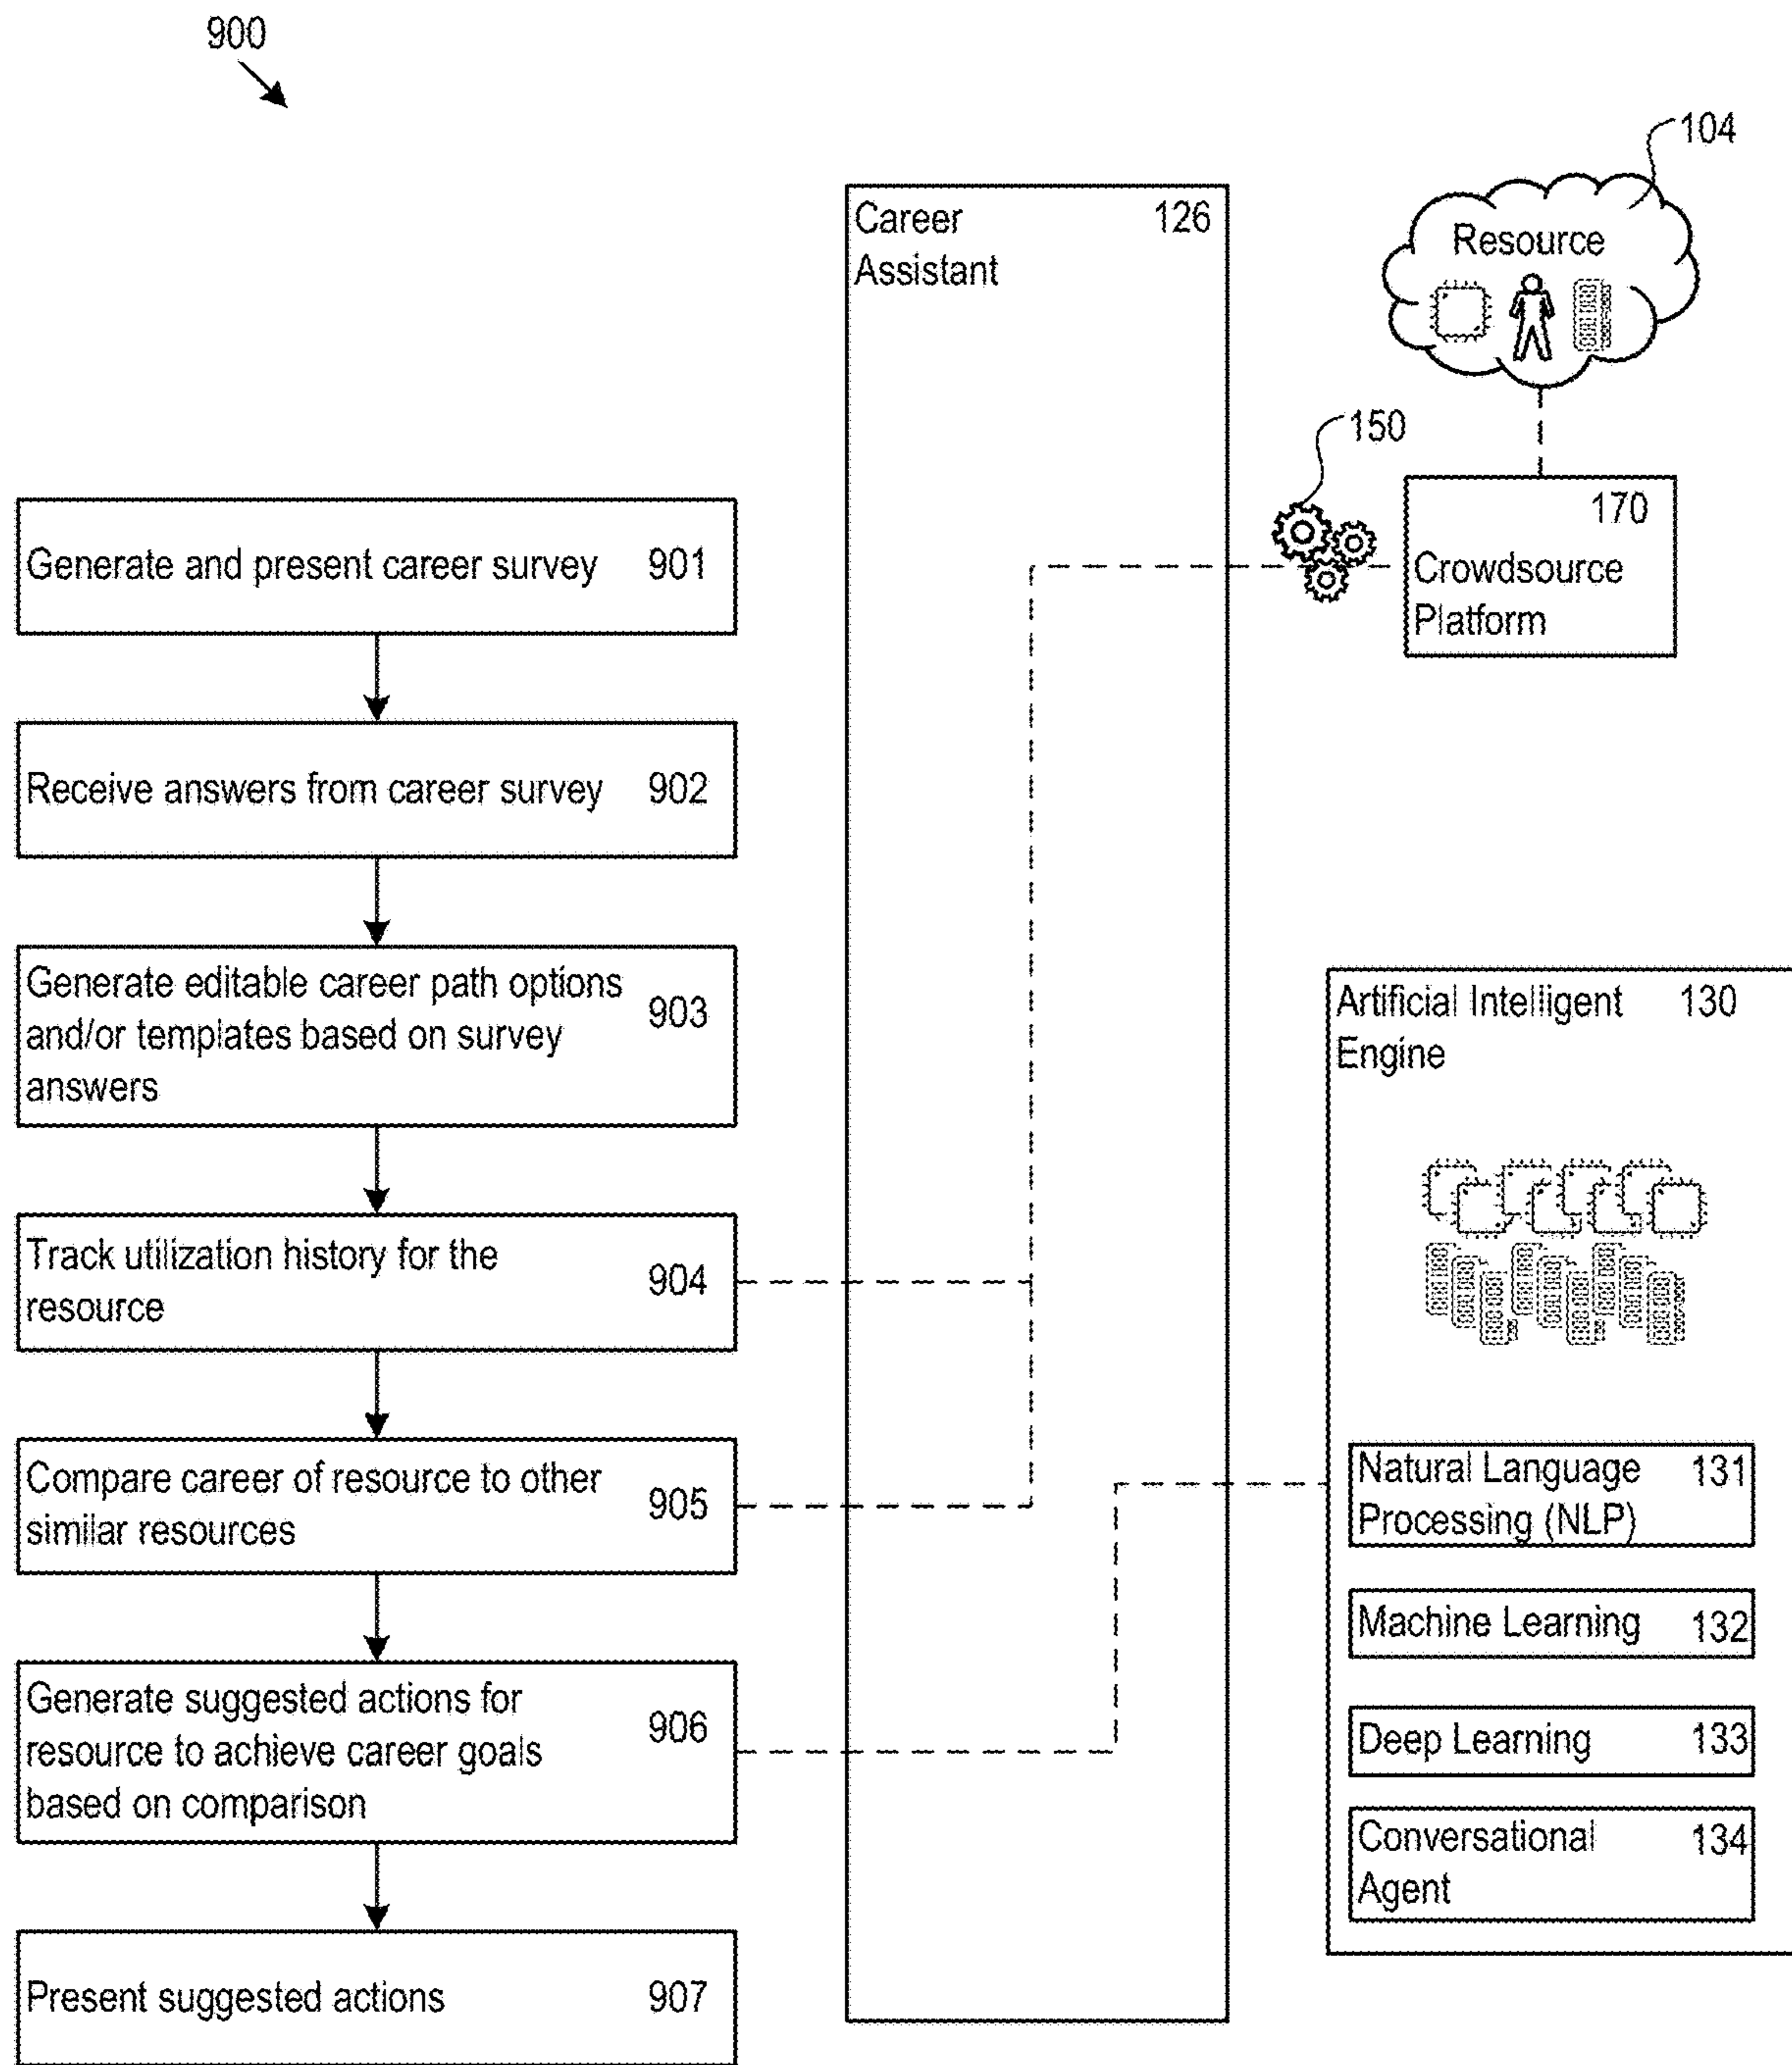 900
104
Career 126
Assistant
Resource
150
170
Crowdsource
Platform
Generate and present career survey 901
Receive answers from career survey 902
Generate editable career path options
and/or templates based on survey
answers
903
Track utilization history for the
resource
904
Compare career of resource to other
similar resources
905
Generate suggested actions for
resource to achieve career goals
based on comparison
906
Present suggested actions 907
Artificial Intelligent 130
Engine
Natural Language 131
Processing (NLP)
Machine Learning 132
Deep Learning 133
Conversational 134
Agent